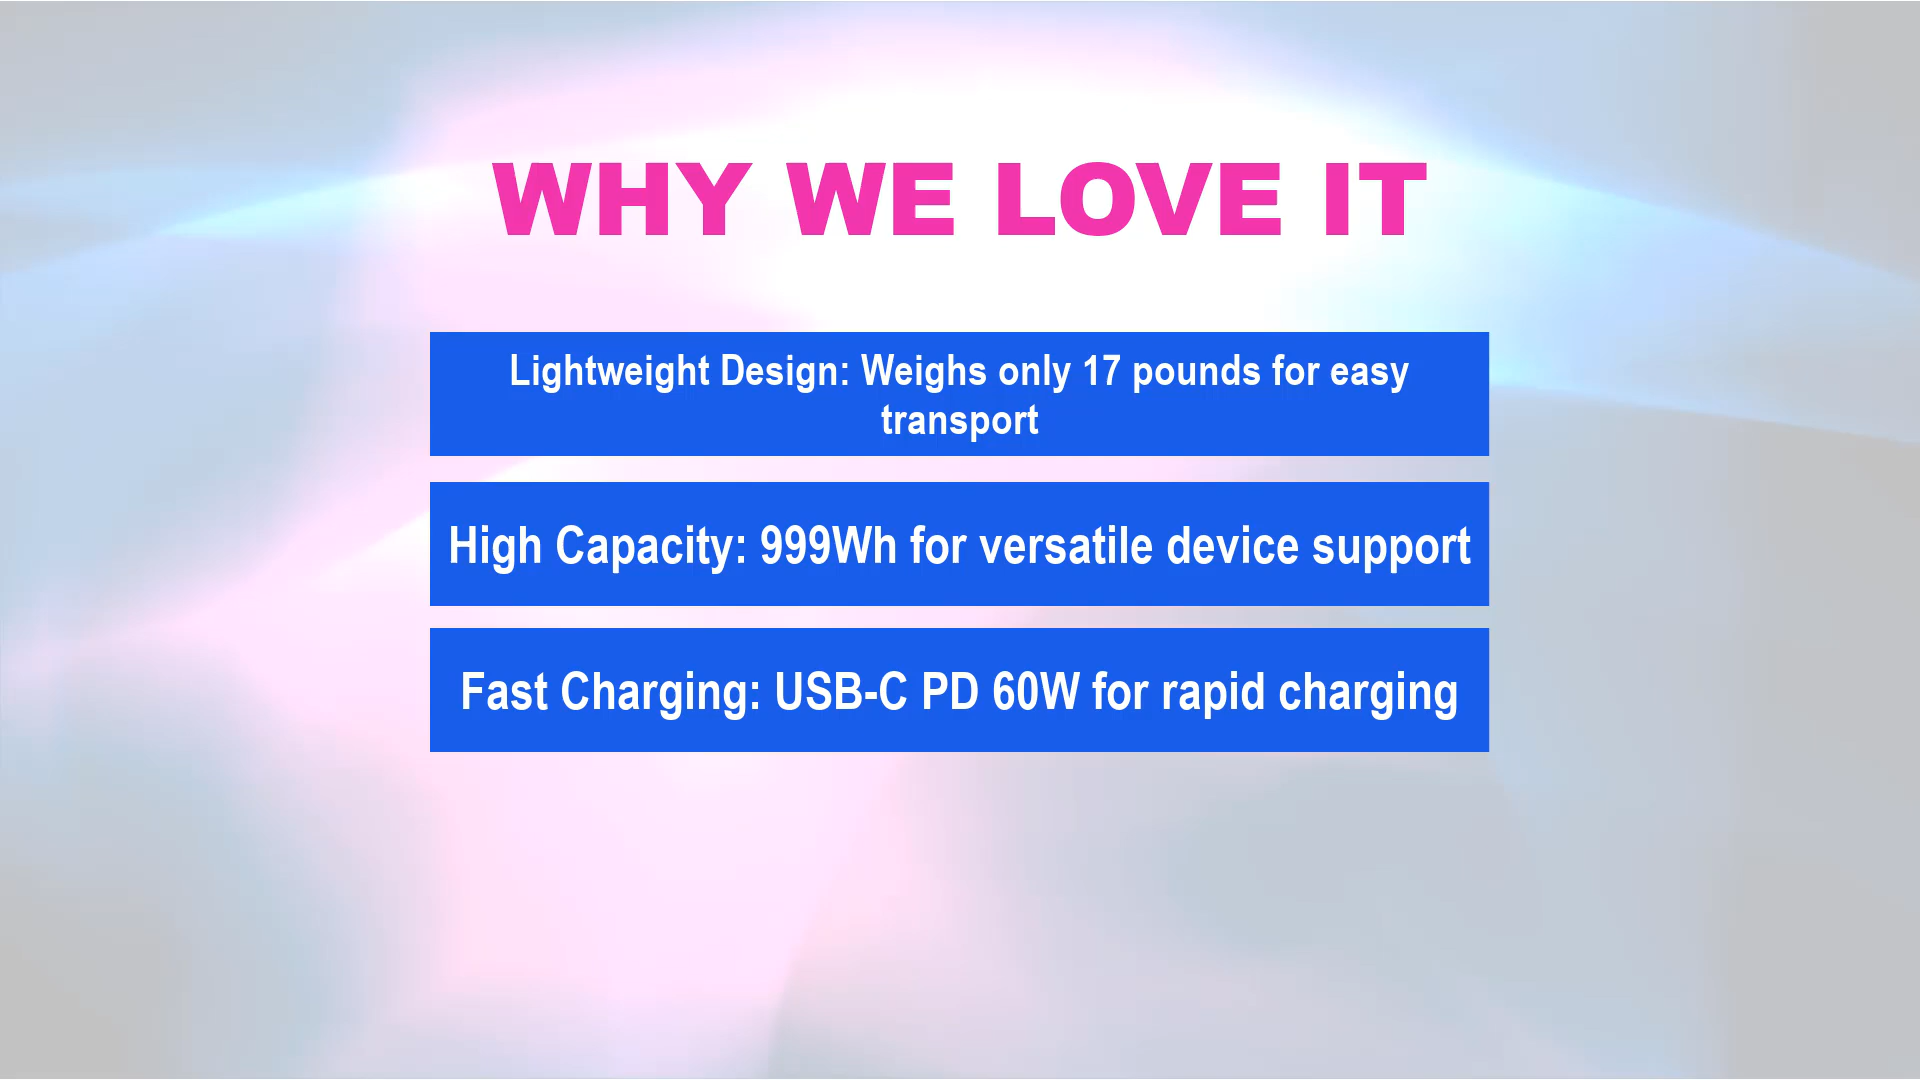 WHY WE LOVE IT
Lightweight Design: Weighs only 17 pounds for easy
transport
High Capacity: 999Wh for versatile device support
Fast Charging: USB-C PD 60W for rapid charging